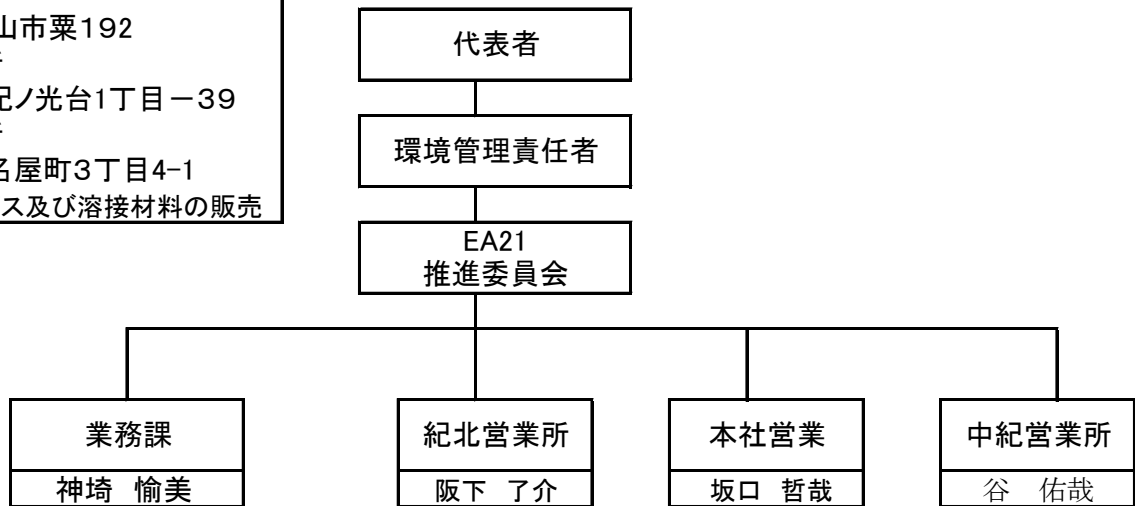 山市粟192
紀ノ光台1丁目－39
名屋町3丁目4-1
ス及び溶接材料の販売
代表者
環境管理責任者
EA21
推進委員会
業務課
神埼　愉美
紀北営業所
阪下　了介
本社営業
坂口　哲哉
中紀営業所
谷　佑哉